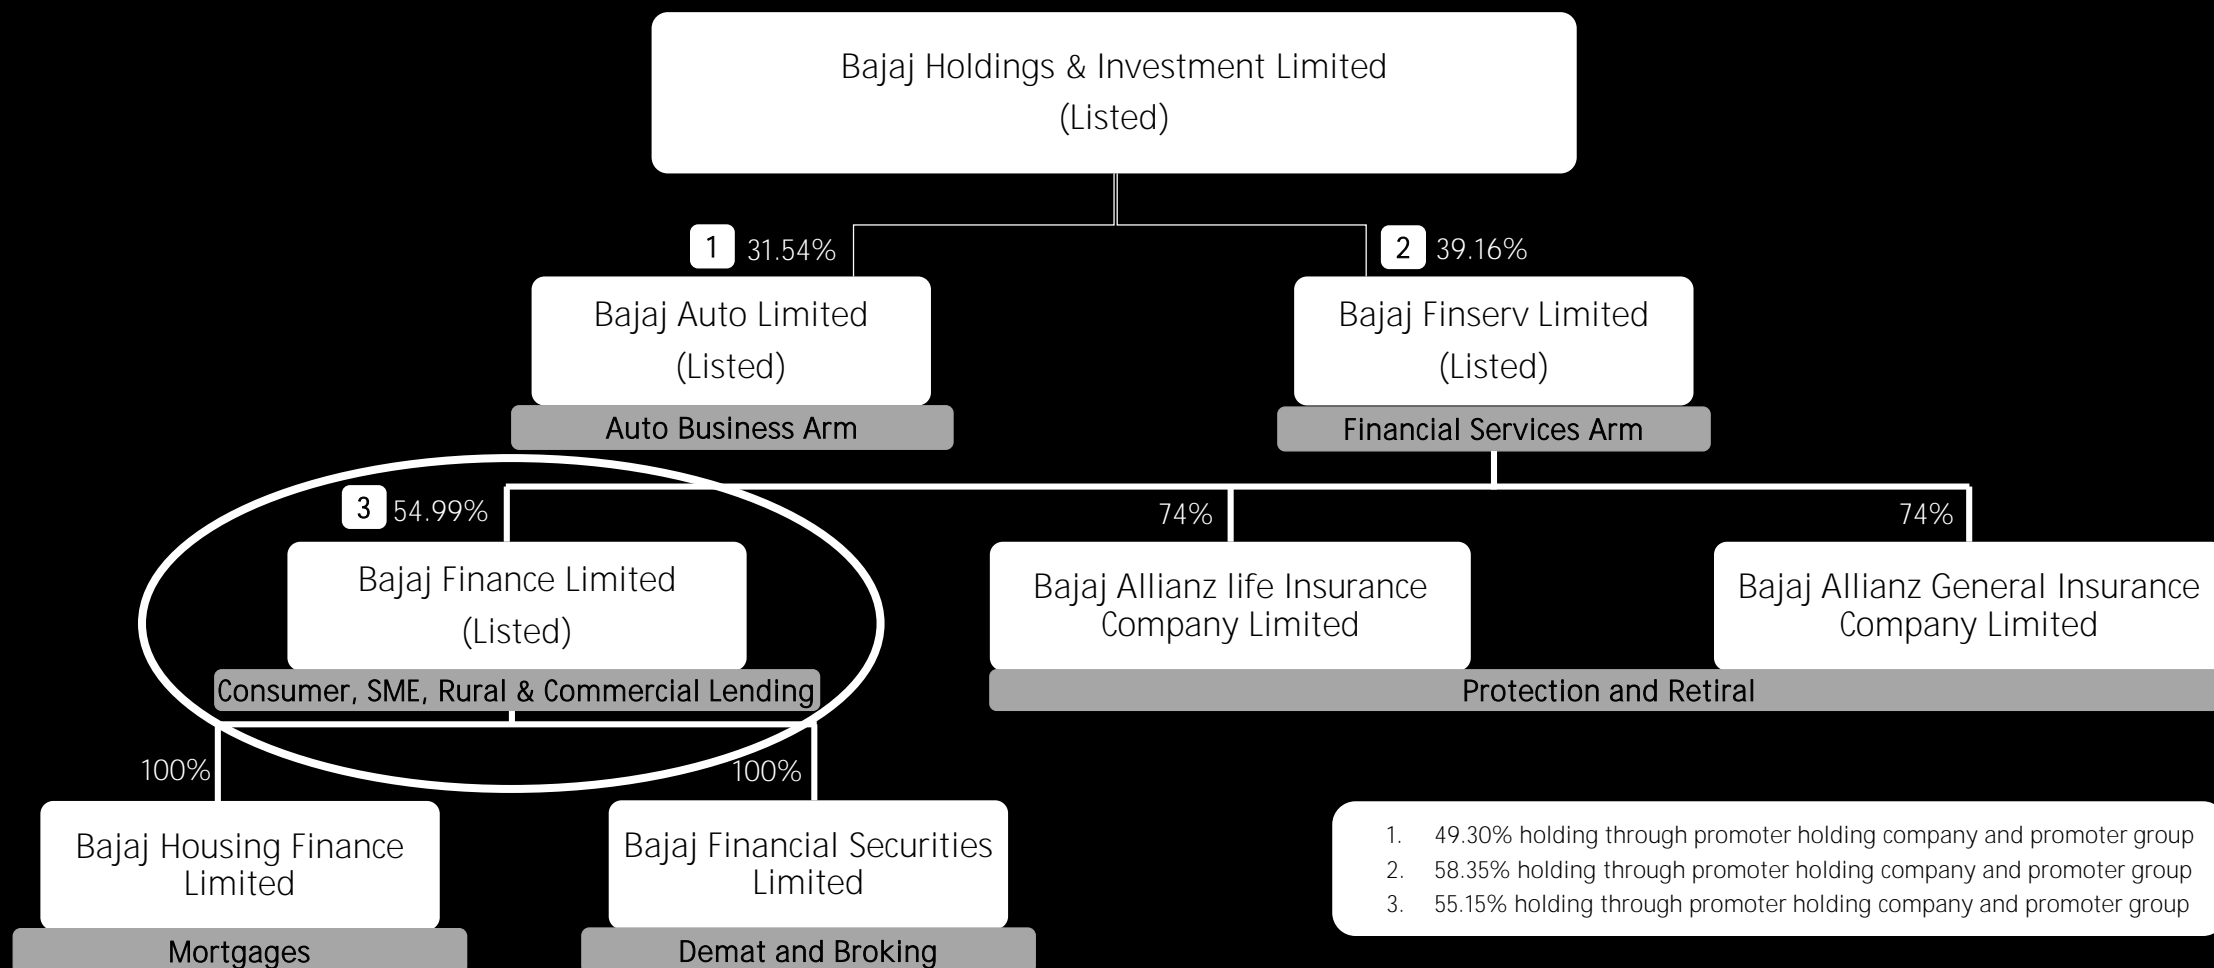 Bajaj Holdings & Investment Limited
(Listed)
1 31.54%
2 39.16%
Bajaj Auto Limited
(Listed)
Auto Business Arm
Bajaj Finserv Limited
(Listed)
Financial Services Arm
3 54.99%
74%
74%
Bajaj Finance Limited
(Listed)
Consumer, SME, Rural & Commercial Lending
Bajaj Allianz life Insurance
Company Limited
Bajaj Allianz General Insurance
Company Limited
Protection and Retiral
100%
100%
Bajaj Housing Finance
Limited
Mortgages
Bajaj Financial Securities
Limited
Demat and Broking
1. 49.30% holding through promoter holding company and promoter group
2. 58.35% holding through promoter holding company and promoter group
3. 55.15% holding through promoter holding company and promoter group